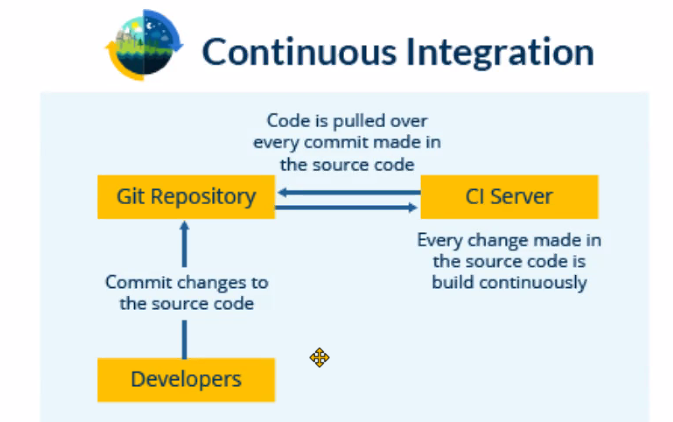 Continuous Integration
Code is pulled over
every commit made in
the source code
Git Repository
CI Server
Every change made in
the source code is
build continuously
Commit changes to
the source code
Developers